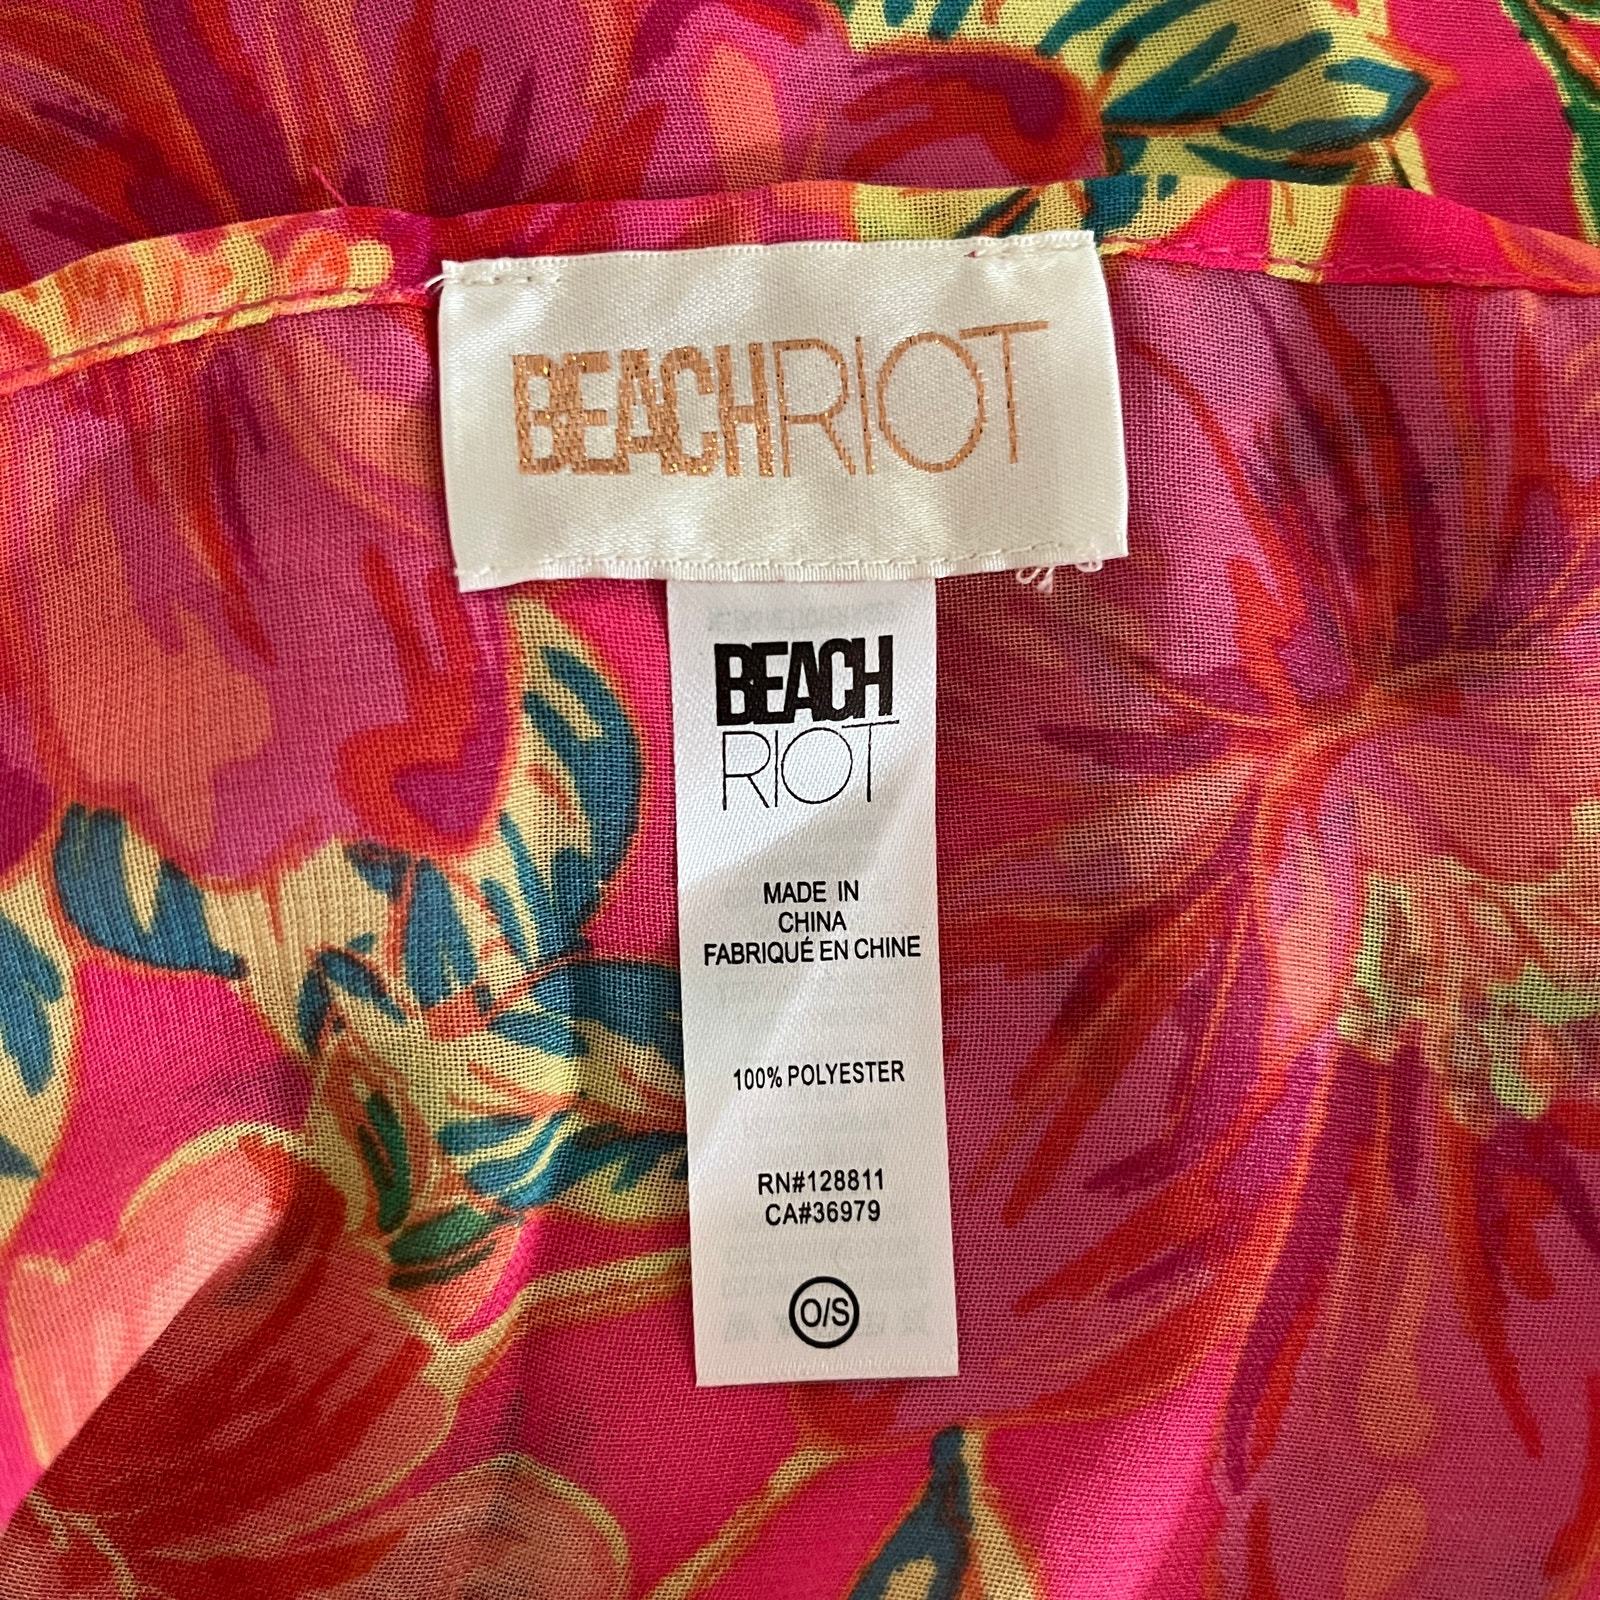 BEACHRIOT
BEACH
RIOT
MADE IN
CHINA
FABRIQUÉ EN CHINE
100% POLYESTER
RN#128811
CA#36979
O/S